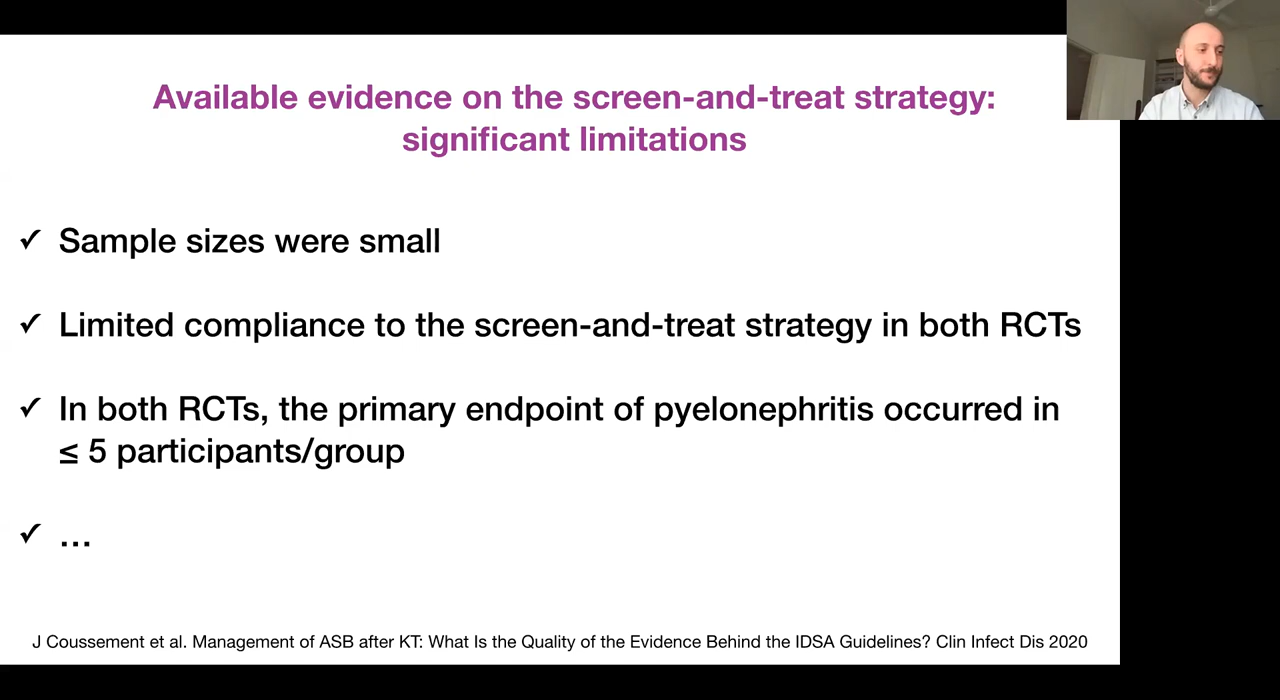 Available evidence on the screen-and-treat strategy:
significant limitations
✓ Sample sizes were small
✓ Limited compliance to the screen-and-treat strategy in both RCTs
✓ In both RCTs, the primary endpoint of pyelonephritis occurred in
≤ 5 participants/group
✓ …
J Coussement et al. Management of ASB after KT: What Is the Quality of the Evidence Behind the IDSA Guidelines? Clin Infect Dis 2020